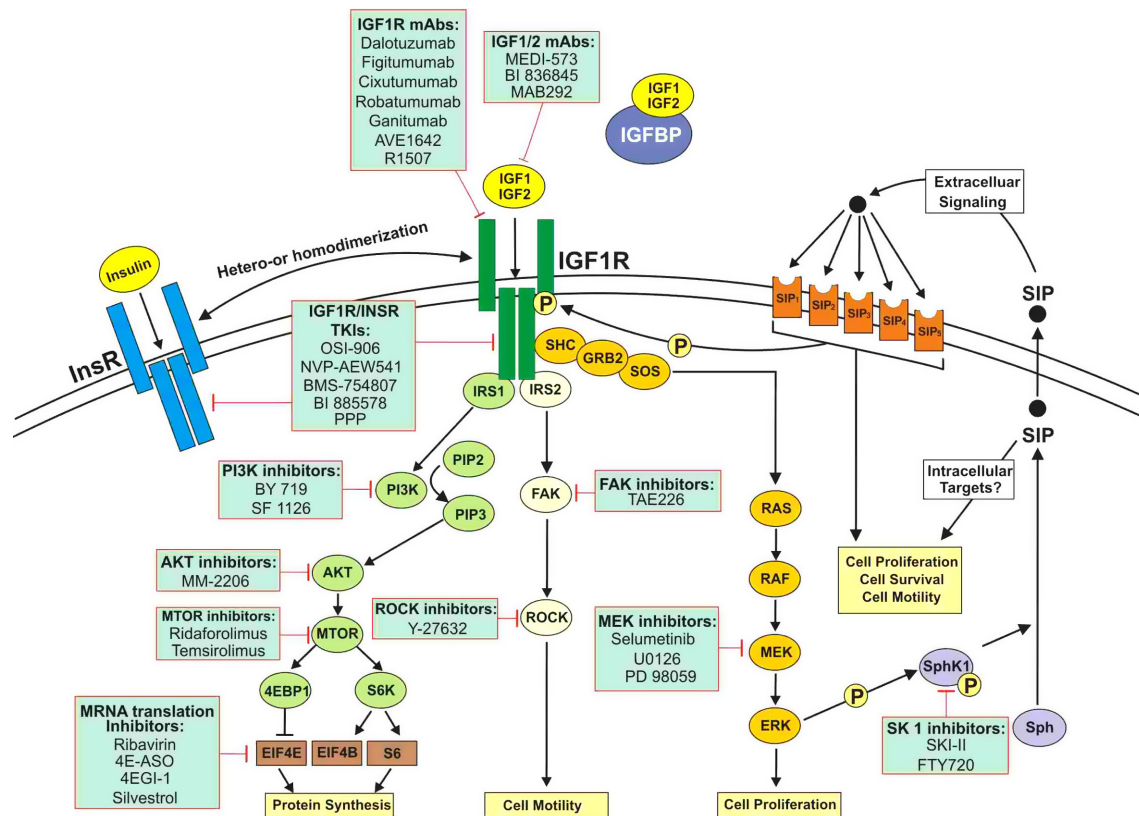 IGF1R mAbs:
Dalotuzumab
Figitumumab
Cixutumumab
Robatumumab
Ganitumab
AVE1642
R1507
IGF1/2 mAbs:
MEDI-573
BI 836845
MAB292
IGF1
IGF2
IGFBP
IGF1
IGF2
Extracelluar
Signaling
Hetero-or homodimerization
IGF1R
Insulin
InsR
SIP1
SIP2
SIP3
SIP4
SIP5
SIP
IGF1R/INSR
TKIs:
OSI-906
NVP-AEW541
BMS-754807
BI 885578
PPP
P
P
SHC
GRB2
SOS
IRS1
IRS2
SIP
Intracellular
Targets?
PI3K inhibitors:
BY 719
SF 1126
PI3K
PIP2
PIP3
FAK
FAK inhibitors:
TAE226
RAS
AKT inhibitors:
MM-2206
AKT
RAF
Cell Proliferation
Cell Survival
Cell Motility
MTOR inhibitors:
Ridaforolimus
Temsirolimus
MTOR
ROCK inhibitors:
Y-27632
ROCK
MEK inhibitors:
Selumetinib
U0126
PD 98059
MEK
SphK1
P
P
4EBP1
S6K
ERK
Sph
MRNA translation
Inhibitors:
Ribavirin
4E-ASO
4EGI-1
Silvestrol
EIF4E
EIF4B
S6
SK 1 inhibitors:
SKI-II
FTY720
Protein Synthesis
Cell Motility
Cell Proliferation